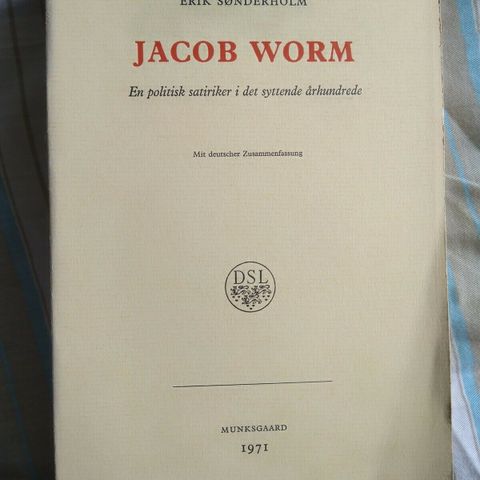 ERIK SØNDERHOLM
JACOB WORM
En politisk satiriker i det syttende århundrede
Mit deutscher Zusammenfassung
DSL
MUNKSGAARD
1971